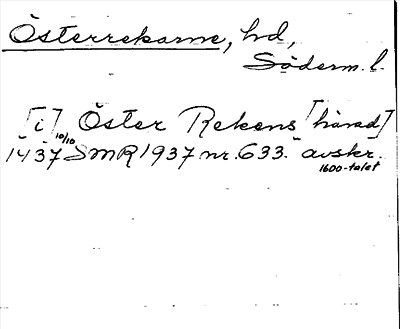 Österrekarne, hd,
Söderm. l.
[i] Öster Rekens [härad]
1437 10/10 SMR 1937 nr. 633. avskr.
1600-talet